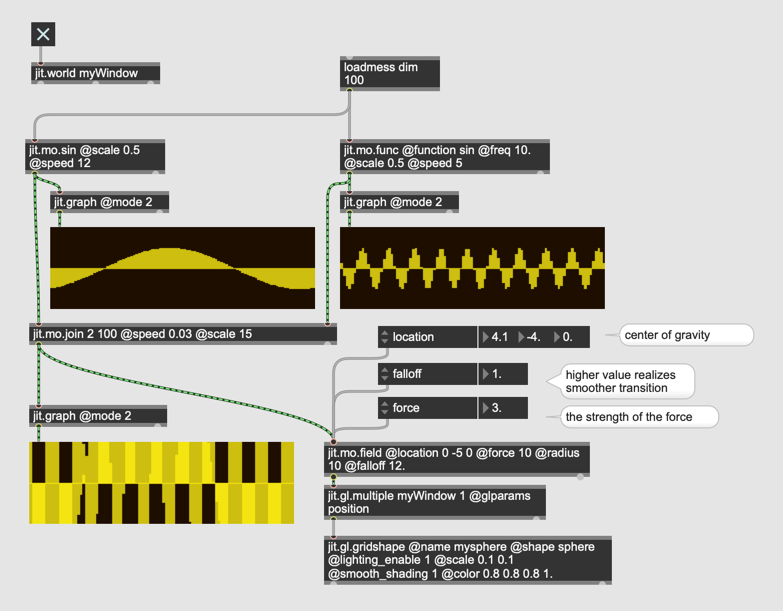 jit.world myWindow
loadmess dim
100
jit.mo.sin @scale 0.5
@speed 12
jit.mo.func @function sin @freq 10.
@scale 0.5 @speed 5
jit.graph @mode 2
jit.graph @mode 2
jit.mo.join 2 100 @speed 0.03 @scale 15
location 4.1 -4. 0.
center of gravity
falloff 1.
higher value realizes
smoother transition
force 3.
the strength of the force
jit.graph @mode 2
jit.mo.field @location 0 -5 0 @force 10 @radius
10 @falloff 12.
jit.gl.multiple myWindow 1 @glparams
position
jit.gl.gridshape @name mysphere @shape sphere
@lighting_enable 1 @scale 0.1 0.1
@smooth_shading 1 @color 0.8 0.8 0.8 1.